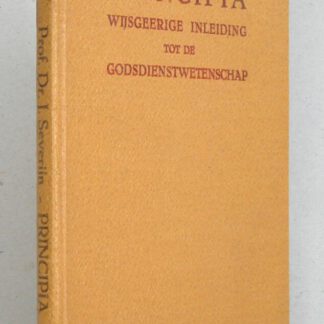 PRINCIPIA
WIJSGEERIGE INLEIDING
TOT DE
GODSDIENSTWETENSCHAP
Prof. Dr. J. Severijn - PRINCIPIA